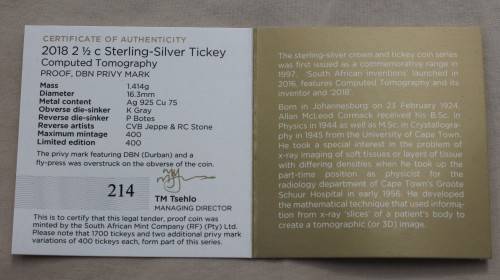 CERTIFICATE OF AUTHENTICITY
2018 2 ½ c Sterling-Silver Tickey
Computed Tomography
PROOF, DBN PRIVY MARK
Mass 1,414g
Diameter 16.3mm
Metal content Ag 925 Cu 75
Obverse die-sinker K Gray
Reverse die-sinker P Botes
Reverse artists CVB Jeppe & RC Stone
Maximum mintage 400
Limited edition 400
The privy mark featuring DBN (Durban) and a
fly-press was overstruck on the obverse of the coin.
214
TM Tsehlo
MANAGING DIRECTOR
This is to certify that this legal tender, proof coin was
minted by the South African Mint Company (RF) (Pty) Ltd.
Please note that 1700 tickeys and two additional privy mark
variations of 400 tickeys each, form part of this series.
The sterling-silver crown and tickey coin series
was first issued as a commemorative range in
1997. 'South African inventions' launched in
2016, features Computed Tomography and its
inventor and '2018'.
Born in Johannesburg on 23 February 1924,
Allan McLeod Cormack received his B.Sc. in
Physics in 1944 as well as M.Sc. in Crystallogra-
phy in 1945 from the University of Cape Town.
He took a special interest in the problem of
x-ray imaging of soft tissues or layers of tissue
with differing densities when he took up the
part-time position as physicist for the
radiology department of Cape Town's Groote
Schuur Hospital in early 1956. He developed
the mathematical technique that used informa-
tion from x-ray 'slices' of a patient's body to
create a tomographic (or 3D) image.